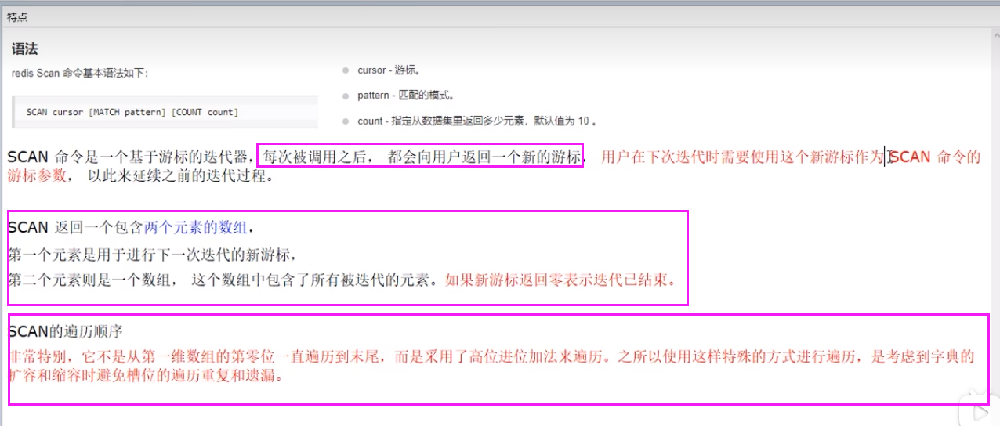 特点
语法
redis Scan 命令基本语法如下：
SCAN cursor [MATCH pattern] [COUNT count]
cursor - 游标。
pattern - 匹配的模式。
count - 指定从数据集里返回多少元素，默认值为 10 。
SCAN 命令是一个基于游标的迭代器， 每次被调用之后， 都会向用户返回一个新的游标， 用户在下次迭代时需要使用这个新游标作为 SCAN 命令的
游标参数， 以此来延续之前的迭代过程。
SCAN 返回一个包含两个元素的数组，
第一个元素是用于进行下一次迭代的新游标，
第二个元素则是一个数组， 这个数组中包含了所有被迭代的元素。如果新游标返回零表示迭代已结束。
SCAN的遍历顺序
非常特别，它不是从第一维数组的第零位一直遍历到末尾，而是采用了高位进位加法来遍历。之所以使用这样特殊的方式进行遍历，是考虑到字典的
扩容和缩容时避免槽位的遍历重复和遗漏。